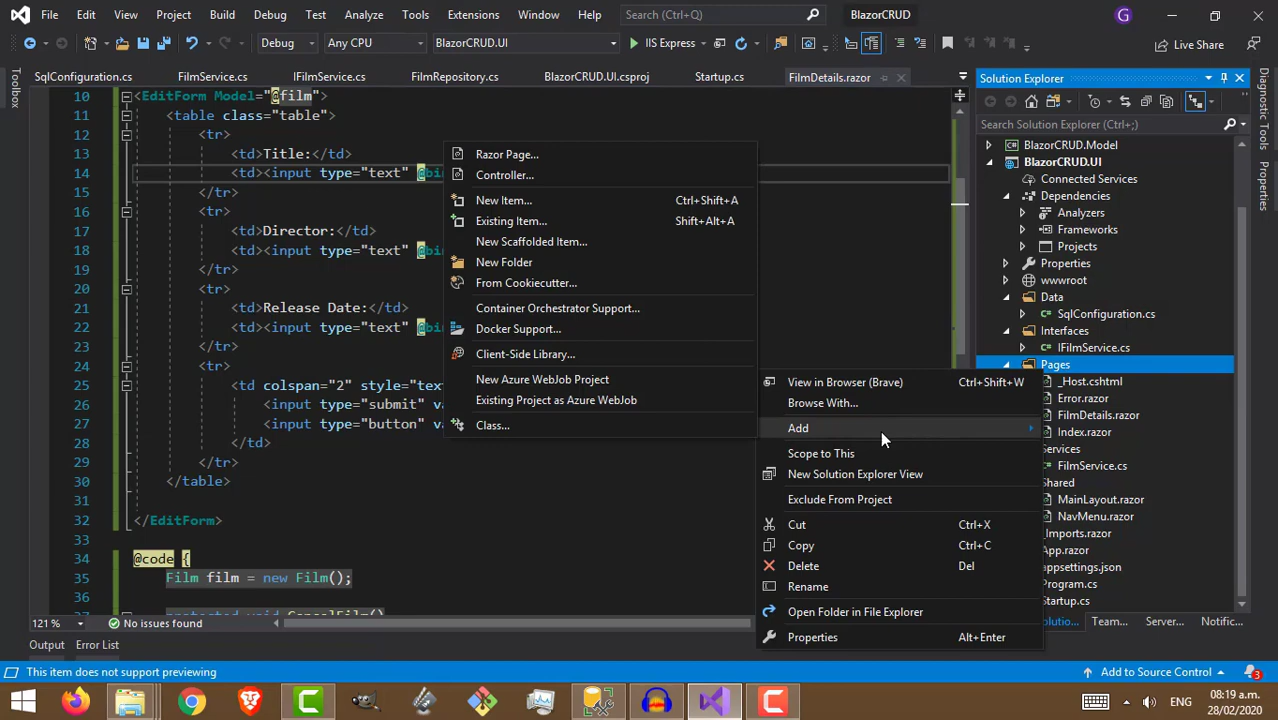 File Edit View Project Build Debug Test Analyze Tools Extensions Window Help Search (Ctrl+Q) BlazorCRUD G
Debug Any CPU BlazorCRUD.UI IIS Express Live Share
Toolbox
SqlConfiguration.cs FilmService.cs IFilmService.cs FilmRepository.cs BlazorCRUD.UI.csproj Startup.cs FilmDetails.razor
10 <EditForm Model="@film">
11 <table class="table">
12 <tr>
13 <td>Title:</td>
14 <td><input type="text"
15 </tr>
16 <tr>
17 <td>Director:</td>
18 <td><input type="text"
19 </tr>
20 <tr>
21 <td>Release Date:</td>
22 <td><input type="text"
23 </tr>
24 <tr>
25 <td colspan="2"
26 <input type="submit"
27 <input type="button"
28 </td>
29 </tr>
30 </table>
31
32 </EditForm>
33
34 @code {
35 Film film = new Film();
121 % No issues found
Razor Page...
Controller...
New Item... Ctrl+Shift+A
Existing Item... Shift+Alt+A
New Scaffolded Item...
New Folder
From Cookiecutter...
Container Orchestrator Support...
Docker Support...
Client-Side Library...
New Azure WebJob Project
Existing Project as Azure WebJob
Class...
View in Browser (Brave) Ctrl+Shift+W
Browse With...
Add
Scope to This
New Solution Explorer View
Exclude From Project
Cut Ctrl+X
Copy Ctrl+C
Delete Del
Rename
Open Folder in File Explorer
Properties Alt+Enter
Solution Explorer
Search Solution Explorer (Ctrl+;)
BlazorCRUD.Model
BlazorCRUD.UI
Connected Services
Dependencies
Analyzers
Frameworks
Projects
Properties
wwwroot
Data
SqlConfiguration.cs
Interfaces
IFilmService.cs
Pages
_Host.cshtml
Error.razor
FilmDetails.razor
Index.razor
Services
FilmService.cs
Shared
MainLayout.razor
NavMenu.razor
Team... Server... Notific...
Diagnostic Tools
Properties
Output Error List
This item does not support prepreviewing Add to Source Control 3
ENG 08:19 a.m.
28/02/2020